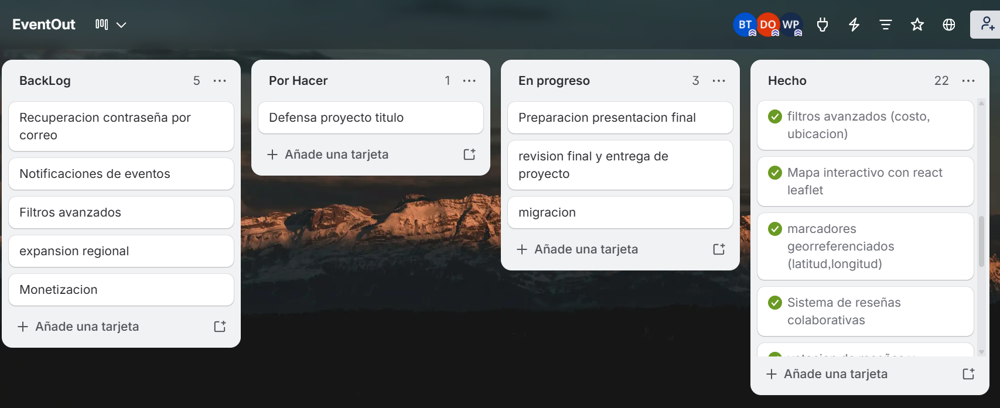 EventOut
BT DO WP
BackLog 5
Recuperacion contraseña por
correo
Notificaciones de eventos
Filtros avanzados
expansion regional
Monetizacion
Añade una tarjeta
Por Hacer 1
Defensa proyecto titulo
Añade una tarjeta
En progreso 3
Preparacion presentacion final
revision final y entrega de
proyecto
migracion
Añade una tarjeta
Hecho 22
filtros avanzados (costo,
ubicacion)
Mapa interactivo con react
leaflet
marcadores
georreferenciados
(latitud,longitud)
Sistema de reseñas
colaborativas
Añade una tarjeta